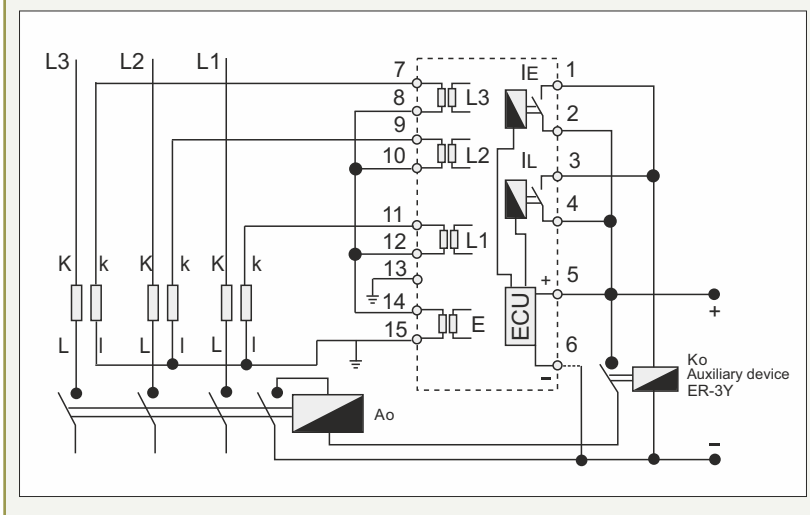 L3 L2 L1
7
8
9
10
11
12
13
14
15
L3
L2
L1
E
IE
IL
ECU
+
-
1
2
3
4
5
6
K k K k K k
L l L l L l
Ao
+
Ko
Auxiliary device
ER-3Y
-